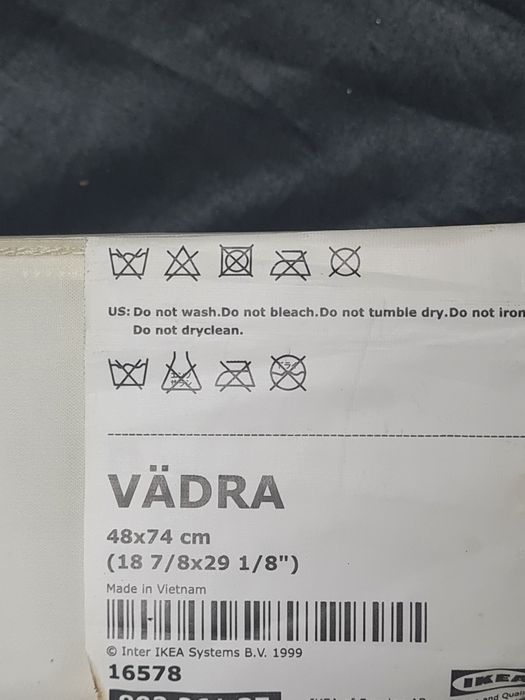 US: Do not wash.Do not bleach.Do not tumble dry.Do not iron
Do not dryclean.
VÄDRA
48x74 cm
(18 7/8x29 1/8")
Made in Vietnam
© Inter IKEA Systems B.V. 1999
16578
IKEA